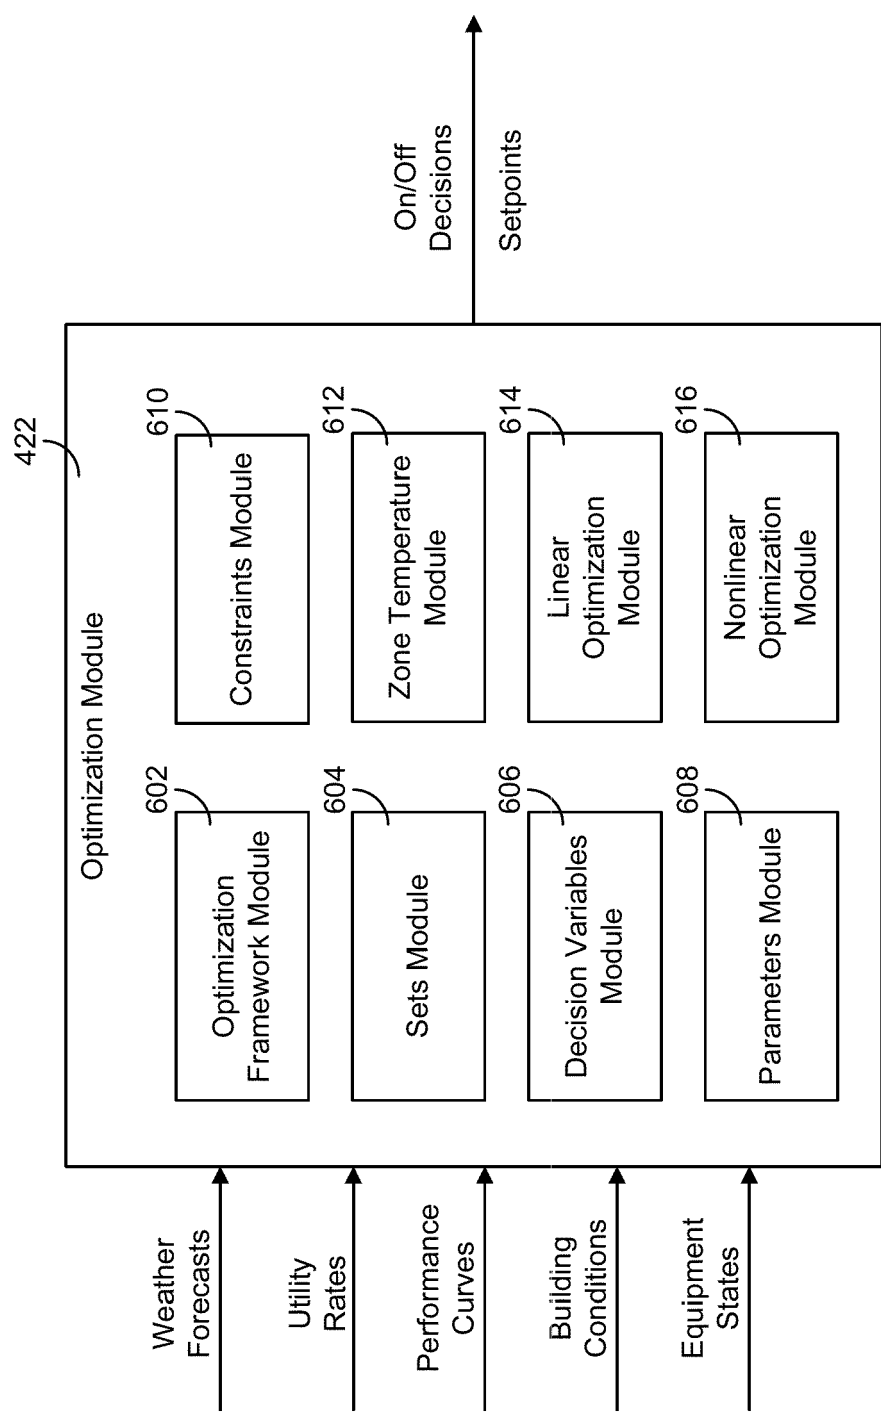 Optimization Module
422
Weather
Forecasts
Utility
Rates
Performance
Curves
Building
Conditions
Equipment
States
602
Optimization
Framework Module
604
Sets Module
606
Decision Variables
Module
608
Parameters Module
610
Constraints Module
612
Zone Temperature
Module
614
Linear
Optimization
Module
616
Nonlinear
Optimization
Module
On/Off
Decisions
Setpoints